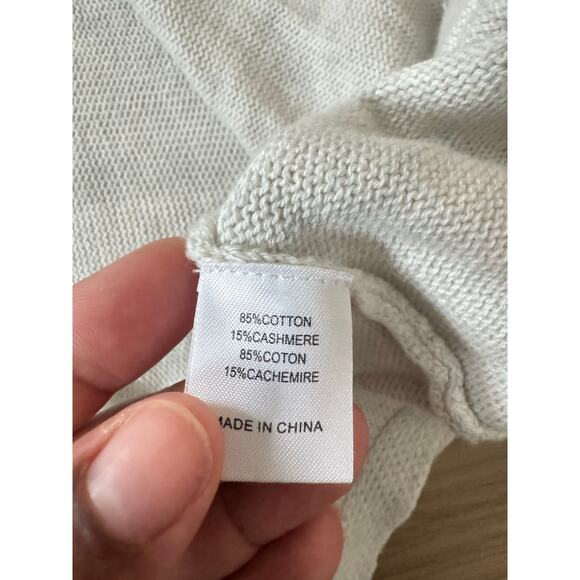 85%COTTON
15%CASHMERE
85%COTON
15%CACHEMIRE
MADE IN CHINA